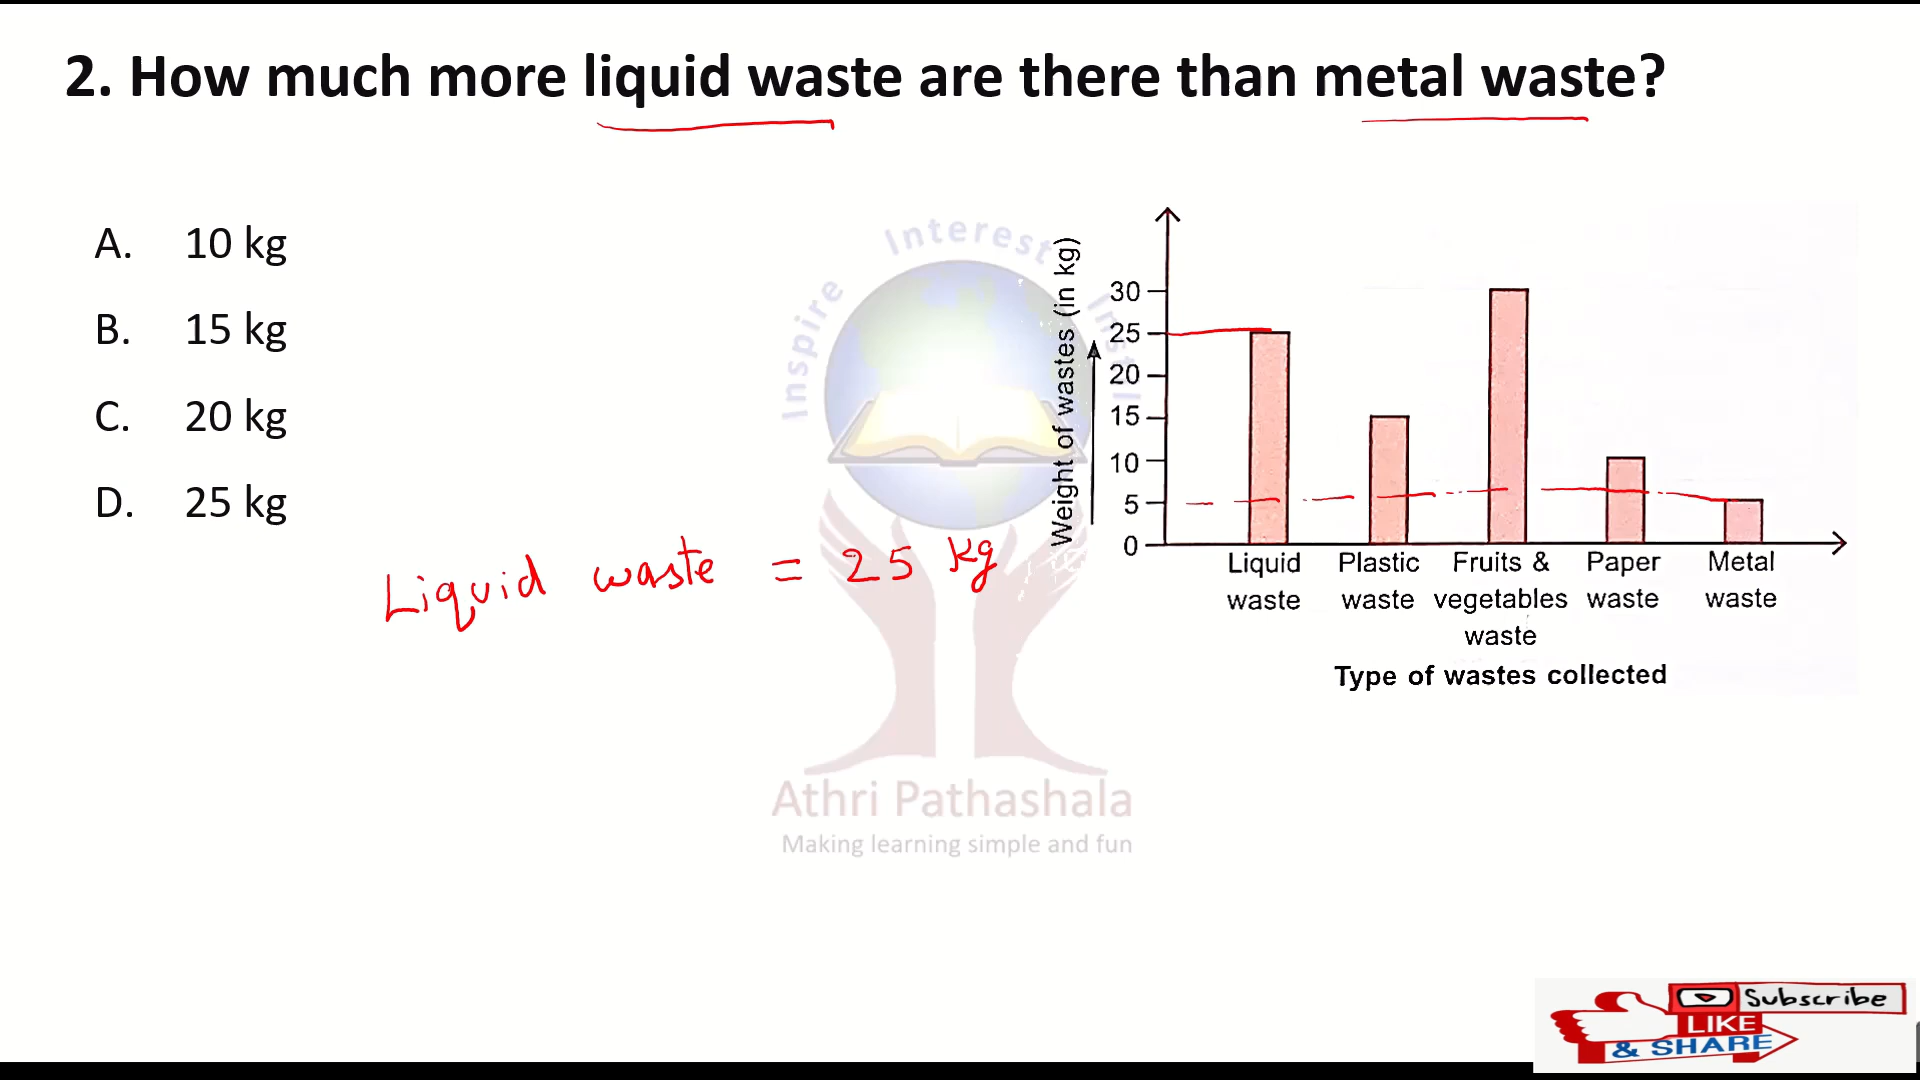 2. How much more liquid waste are there than metal waste?
A. 10 kg
B. 15 kg
C. 20 kg
D. 25 kg
Liquid waste = 25 kg
Inspire Interest Instil
Athri Pathashala
Making learning simple and fun
Weight of wastes (in kg)
30
25
20
15
10
5
0
Liquid waste
Plastic waste
Fruits & vegetables waste
Paper waste
Metal waste
Type of wastes collected
Subscribe
LIKE
& SHARE